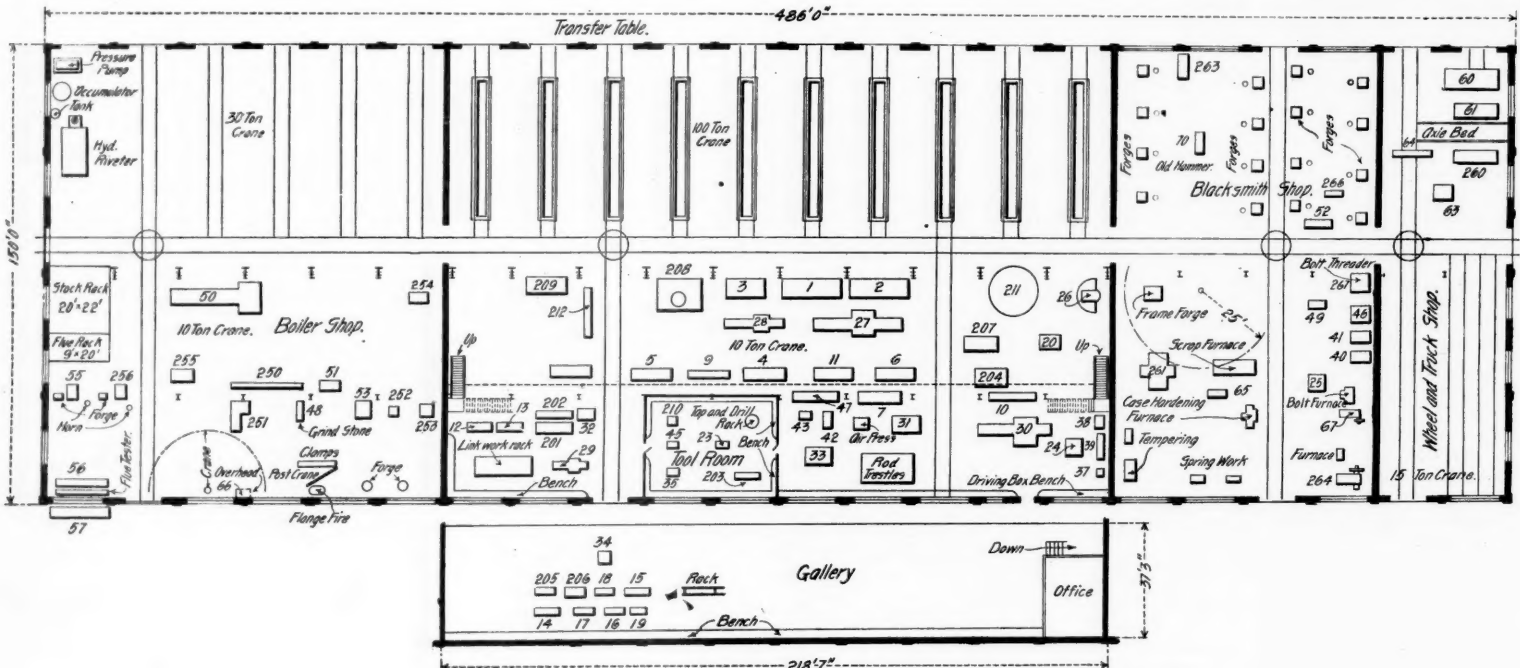 486'0"
Transfer Table.
150'0"
Pressure
Pump
Accumulator
Tank
Hyd.
Riveter
30 Ton
Crane
100 Ton
Crane
263
Forges
70
Old Hammer.
Forges
Forges
Blacksmith Shop.
266
52
60
61
Axle Bed
64
260
63
Stock Rack
20'×22'
Flue Rack
9'×20'
50
10 Ton Crane.
Boiler Shop.
254
255
250
51
55
256
Forge
Horn
251
48
Grind Stone
53
252
253
Flue Tester.
56
57
Crane
Overhead
66
Clamps
Post Crane
Flange Fire
Forge
209
212
Up
208
3
1
2
28
27
10 Ton Crane.
5
9
4
11
6
211
26
207
20
Up
204
12
13
202
201
32
Link work rack
29
Bench
210
Tap and Drill
Rack
45
23
Bench
Tool Room
35
203
47
7
43
42
Air Press
31
33
Rod
Trestles
10
30
38
24
39
37
Driving Box Bench
Frame Forge
25'
Scrap Furnace
261
65
Case Hardening
Furnace
Tempering
Spring Work
Bolt Threader
267
49
46
41
40
25
Bolt Furnace
67
Furnace
264
Wheel and Truck Shop.
15 Ton Crane.
34
205 206 18 15
Rack
14 17 16 19
Bench
Gallery
Down
Office
37'3"
218'7"